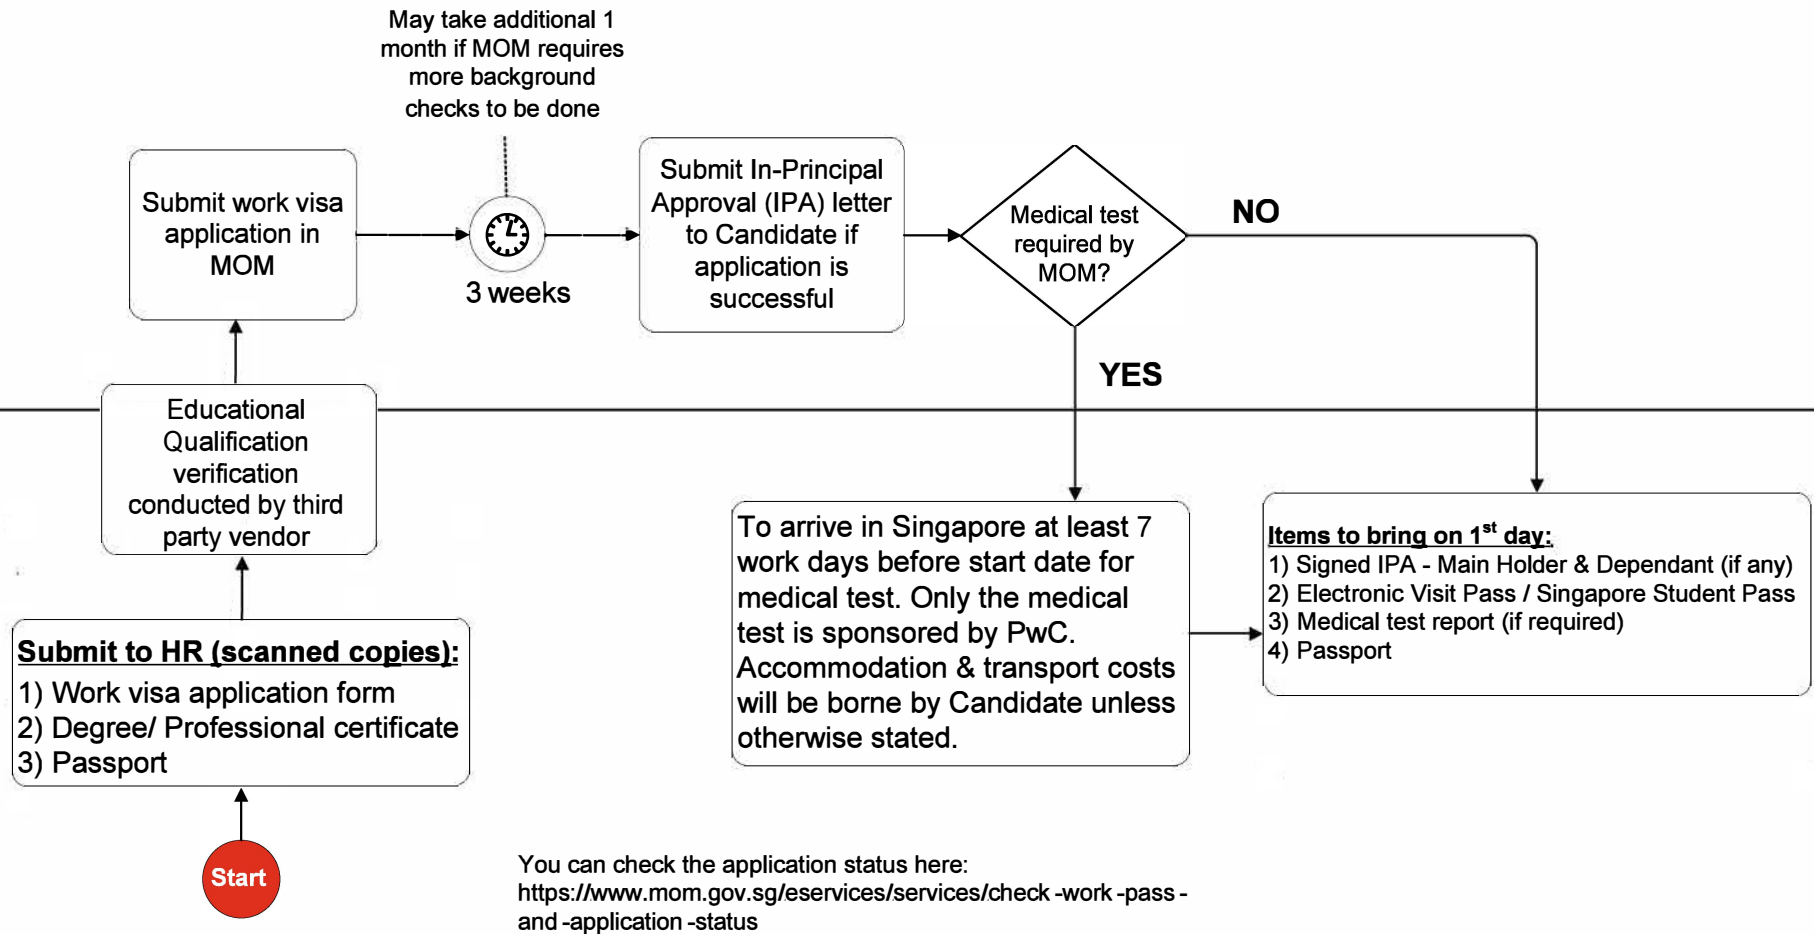 May take additional 1
month if MOM requires
more background
checks to be done
Submit work visa
application in
MOM
3 weeks
Submit In-Principal
Approval (IPA) letter
to Candidate if
application is
successful
Medical test
required by
MOM?
NO
YES
Educational
Qualification
verification
conducted by third
party vendor
Submit to HR (scanned copies):
1) Work visa application form
2) Degree/ Professional certificate
3) Passport
Start
To arrive in Singapore at least 7
work days before start date for
medical test. Only the medical
test is sponsored by PwC.
Accommodation & transport costs
will be borne by Candidate unless
otherwise stated.
Items to bring on 1st day:
1) Signed IPA - Main Holder & Dependant (if any)
2) Electronic Visit Pass / Singapore Student Pass
3) Medical test report (if required)
4) Passport
You can check the application status here:
https://www.mom.gov.sg/eservices/services/check -work -pass -
and -application -status